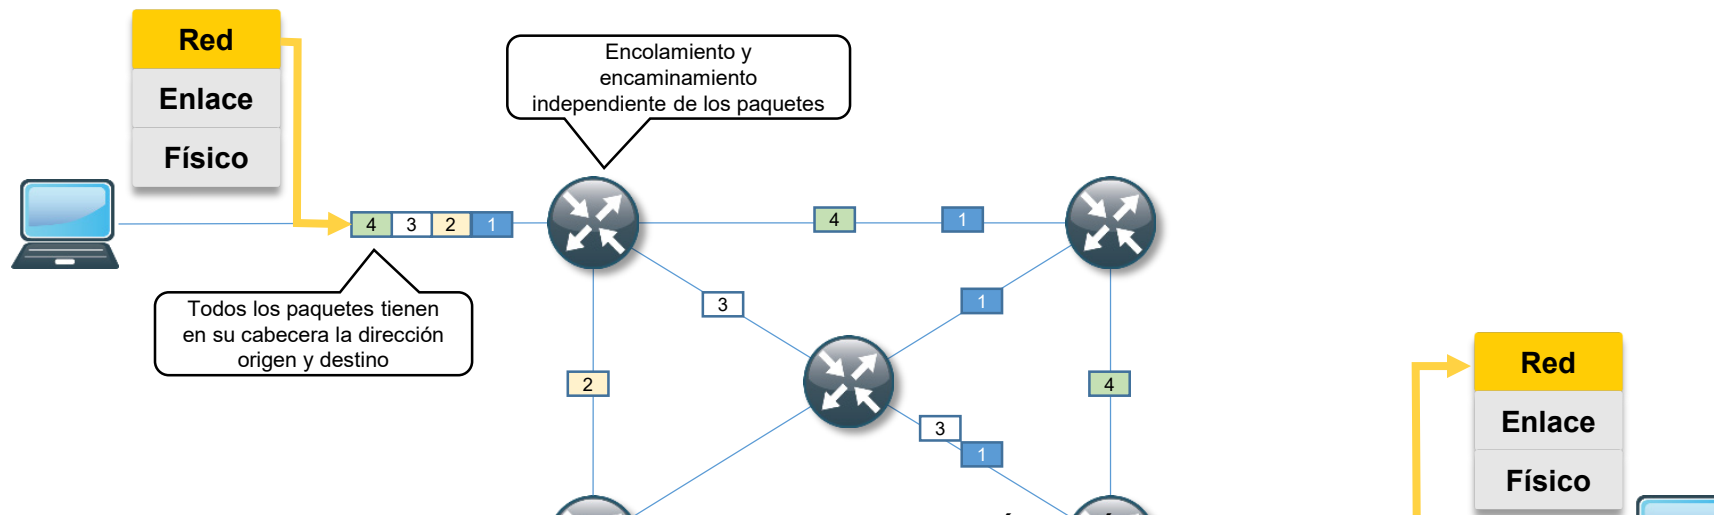 Red
Enlace
Físico
Encolamiento y
encaminamiento
independiente de los paquetes
4 3 2 1
4 1
Todos los paquetes tienen
en su cabecera la dirección
origen y destino
3
1
2
4
3
1
Red
Enlace
Físico